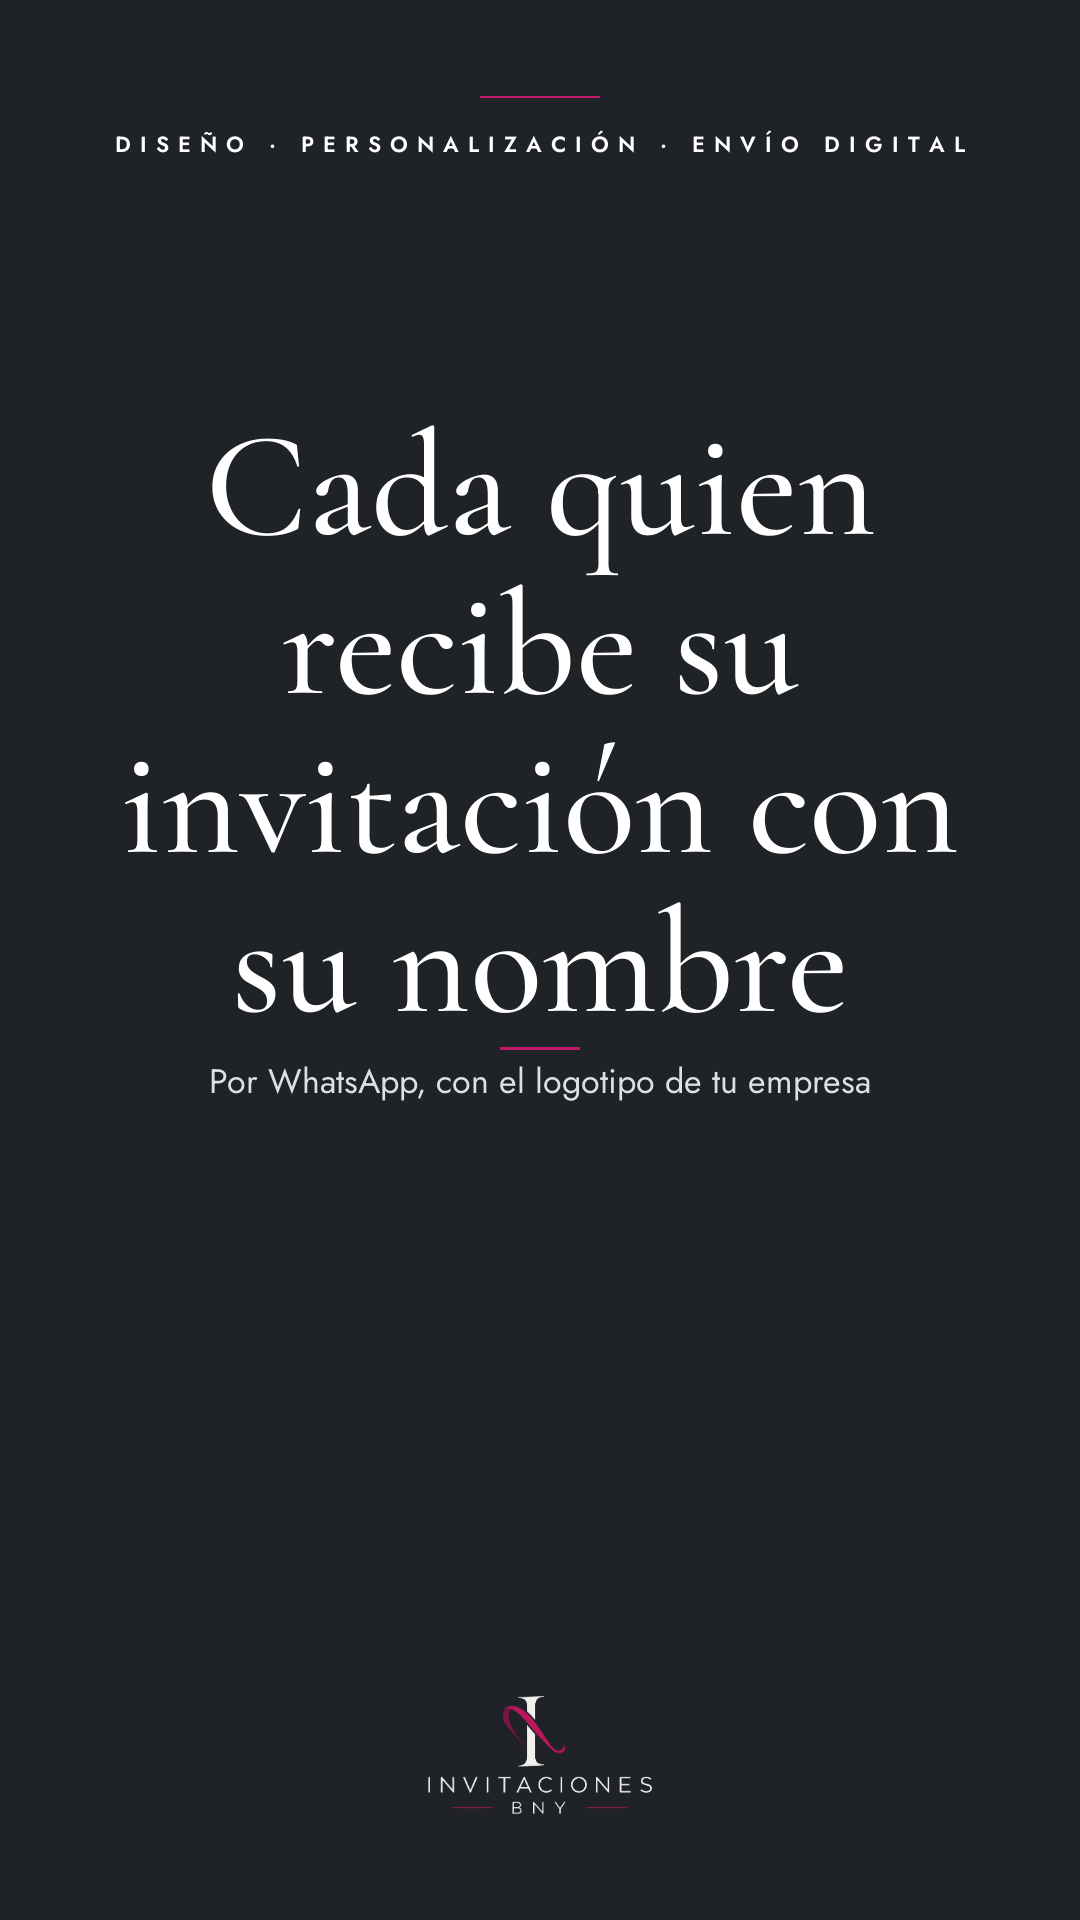 DISEÑO · PERSONALIZACIÓN · ENVÍO DIGITAL
Cada quien
recibe su
invitación con
su nombre
Por WhatsApp, con el logotipo de tu empresa
I
INVITACIONES
BNY